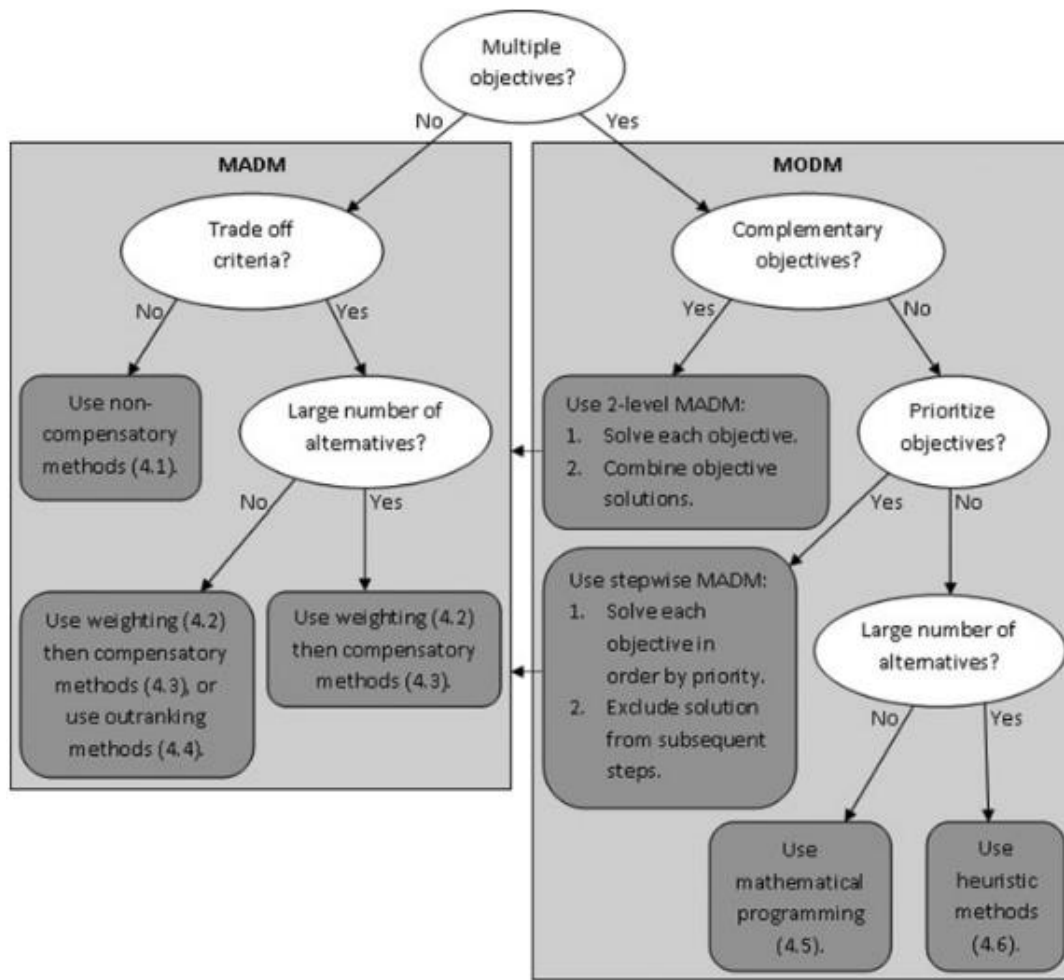 Multiple
objectives?
No
Yes
MADM
Trade off
criteria?
No
Yes
Use non-
compensatory
methods (4.1).
Large number of
alternatives?
No
Yes
Use weighting (4.2)
then compensatory
methods (4.3), or
use outranking
methods (4.4).
Use weighting (4.2)
then compensatory
methods (4.3).
MODM
Complementary
objectives?
Yes
No
Use 2-level MADM:
1. Solve each objective.
2. Combine objective
solutions.
Prioritize
objectives?
Yes
No
Use stepwise MADM:
1. Solve each
objective in
order by priority.
2. Exclude solution
from subsequent
steps.
Large number of
alternatives?
No
Yes
Use
mathematical
programming
(4.5).
Use
heuristic
methods
(4.6).